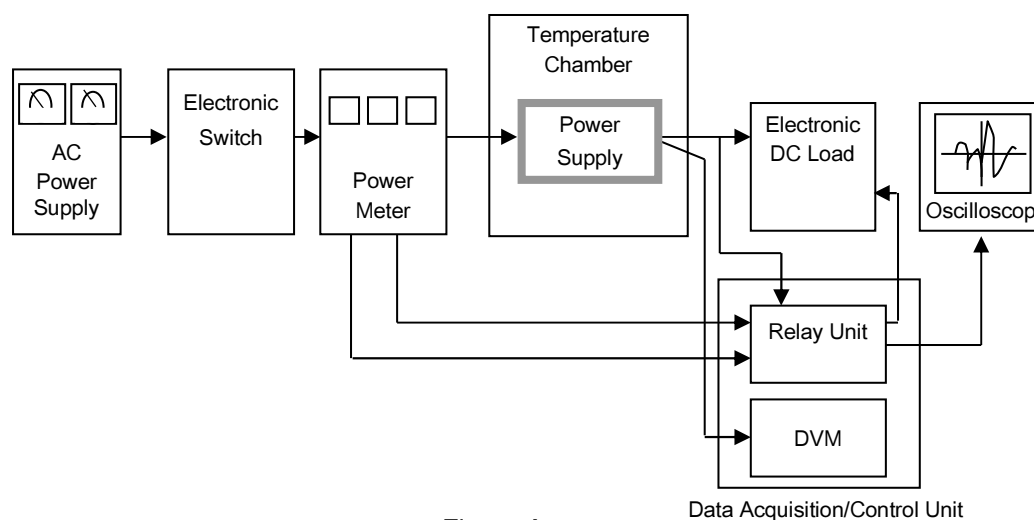 AC
Power
Supply
Electronic
Switch
Power
Meter
Temperature
Chamber
Power
Supply
Electronic
DC Load
Oscilloscop
Relay Unit
DVM
Data Acquisition/Control Unit